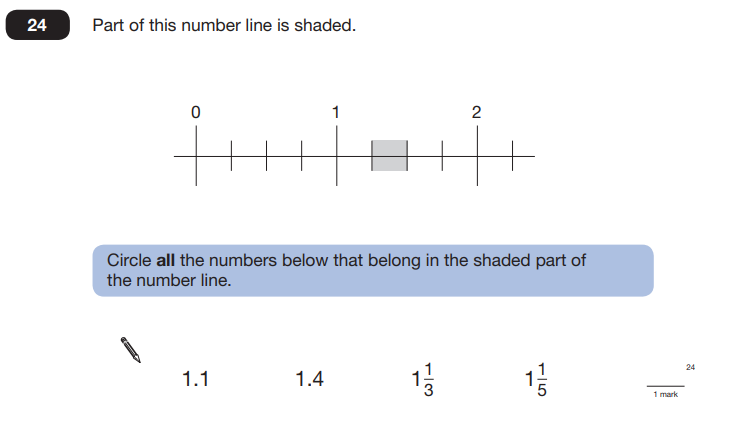 24 Part of this number line is shaded.
0 1 2
Circle all the numbers below that belong in the shaded part of
the number line.
1.1 1.4 1 1/3 1 1/5
24
1 mark